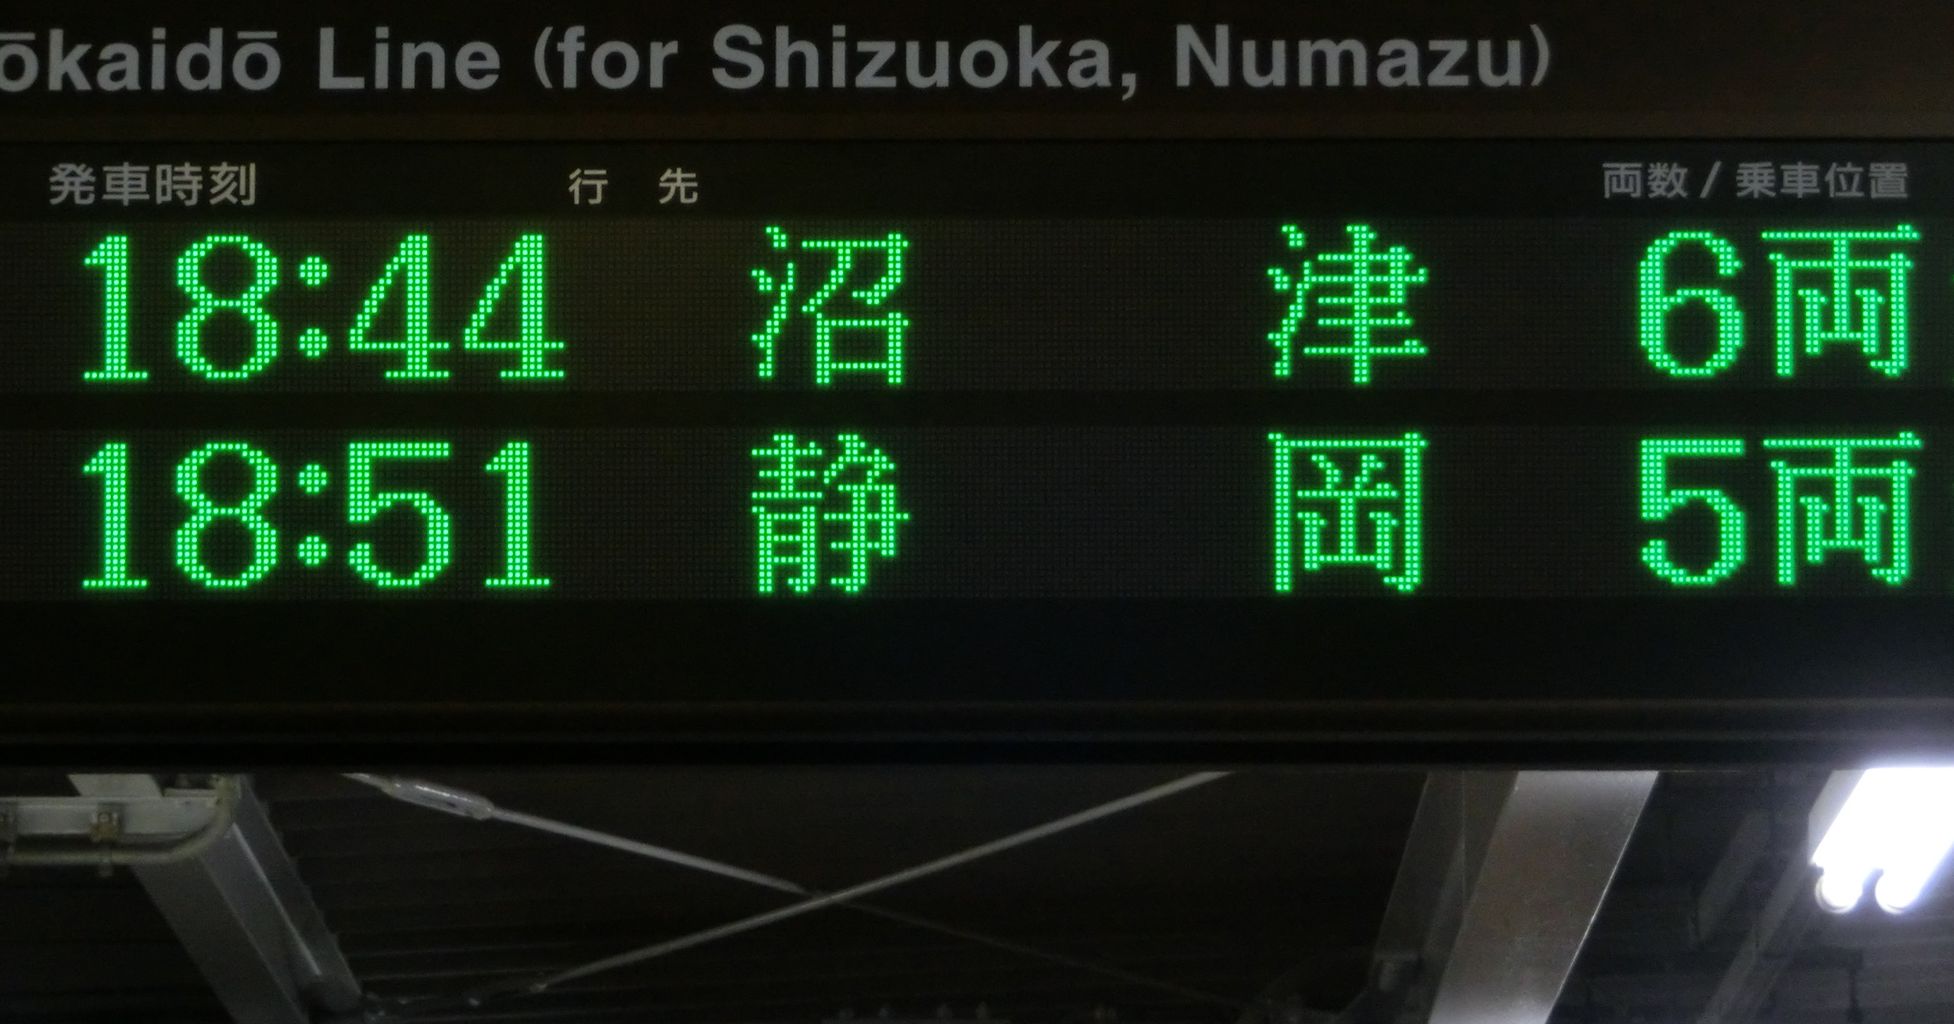 ōkaidō Line (for Shizuoka, Numazu)
発車時刻 行 先 両数 / 乗車位置
18:44 沼 津 6両
18:51 静 岡 5両